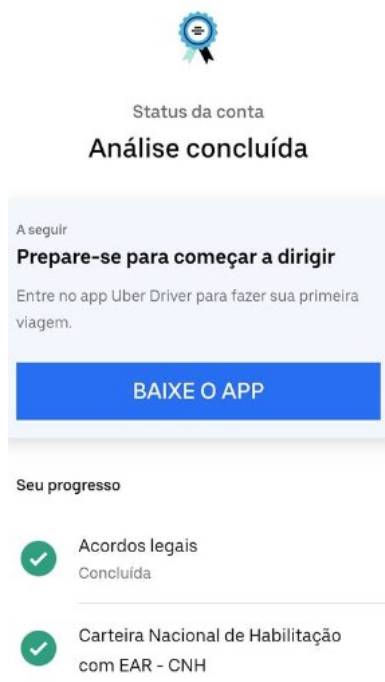 Status da conta
Análise concluída
A seguir
Prepare-se para começar a dirigir
Entre no app Uber Driver para fazer sua primeira
viagem.
BAIXE O APP
Seu progresso
Acordos legais
Concluída
Carteira Nacional de Habilitação
com EAR - CNH